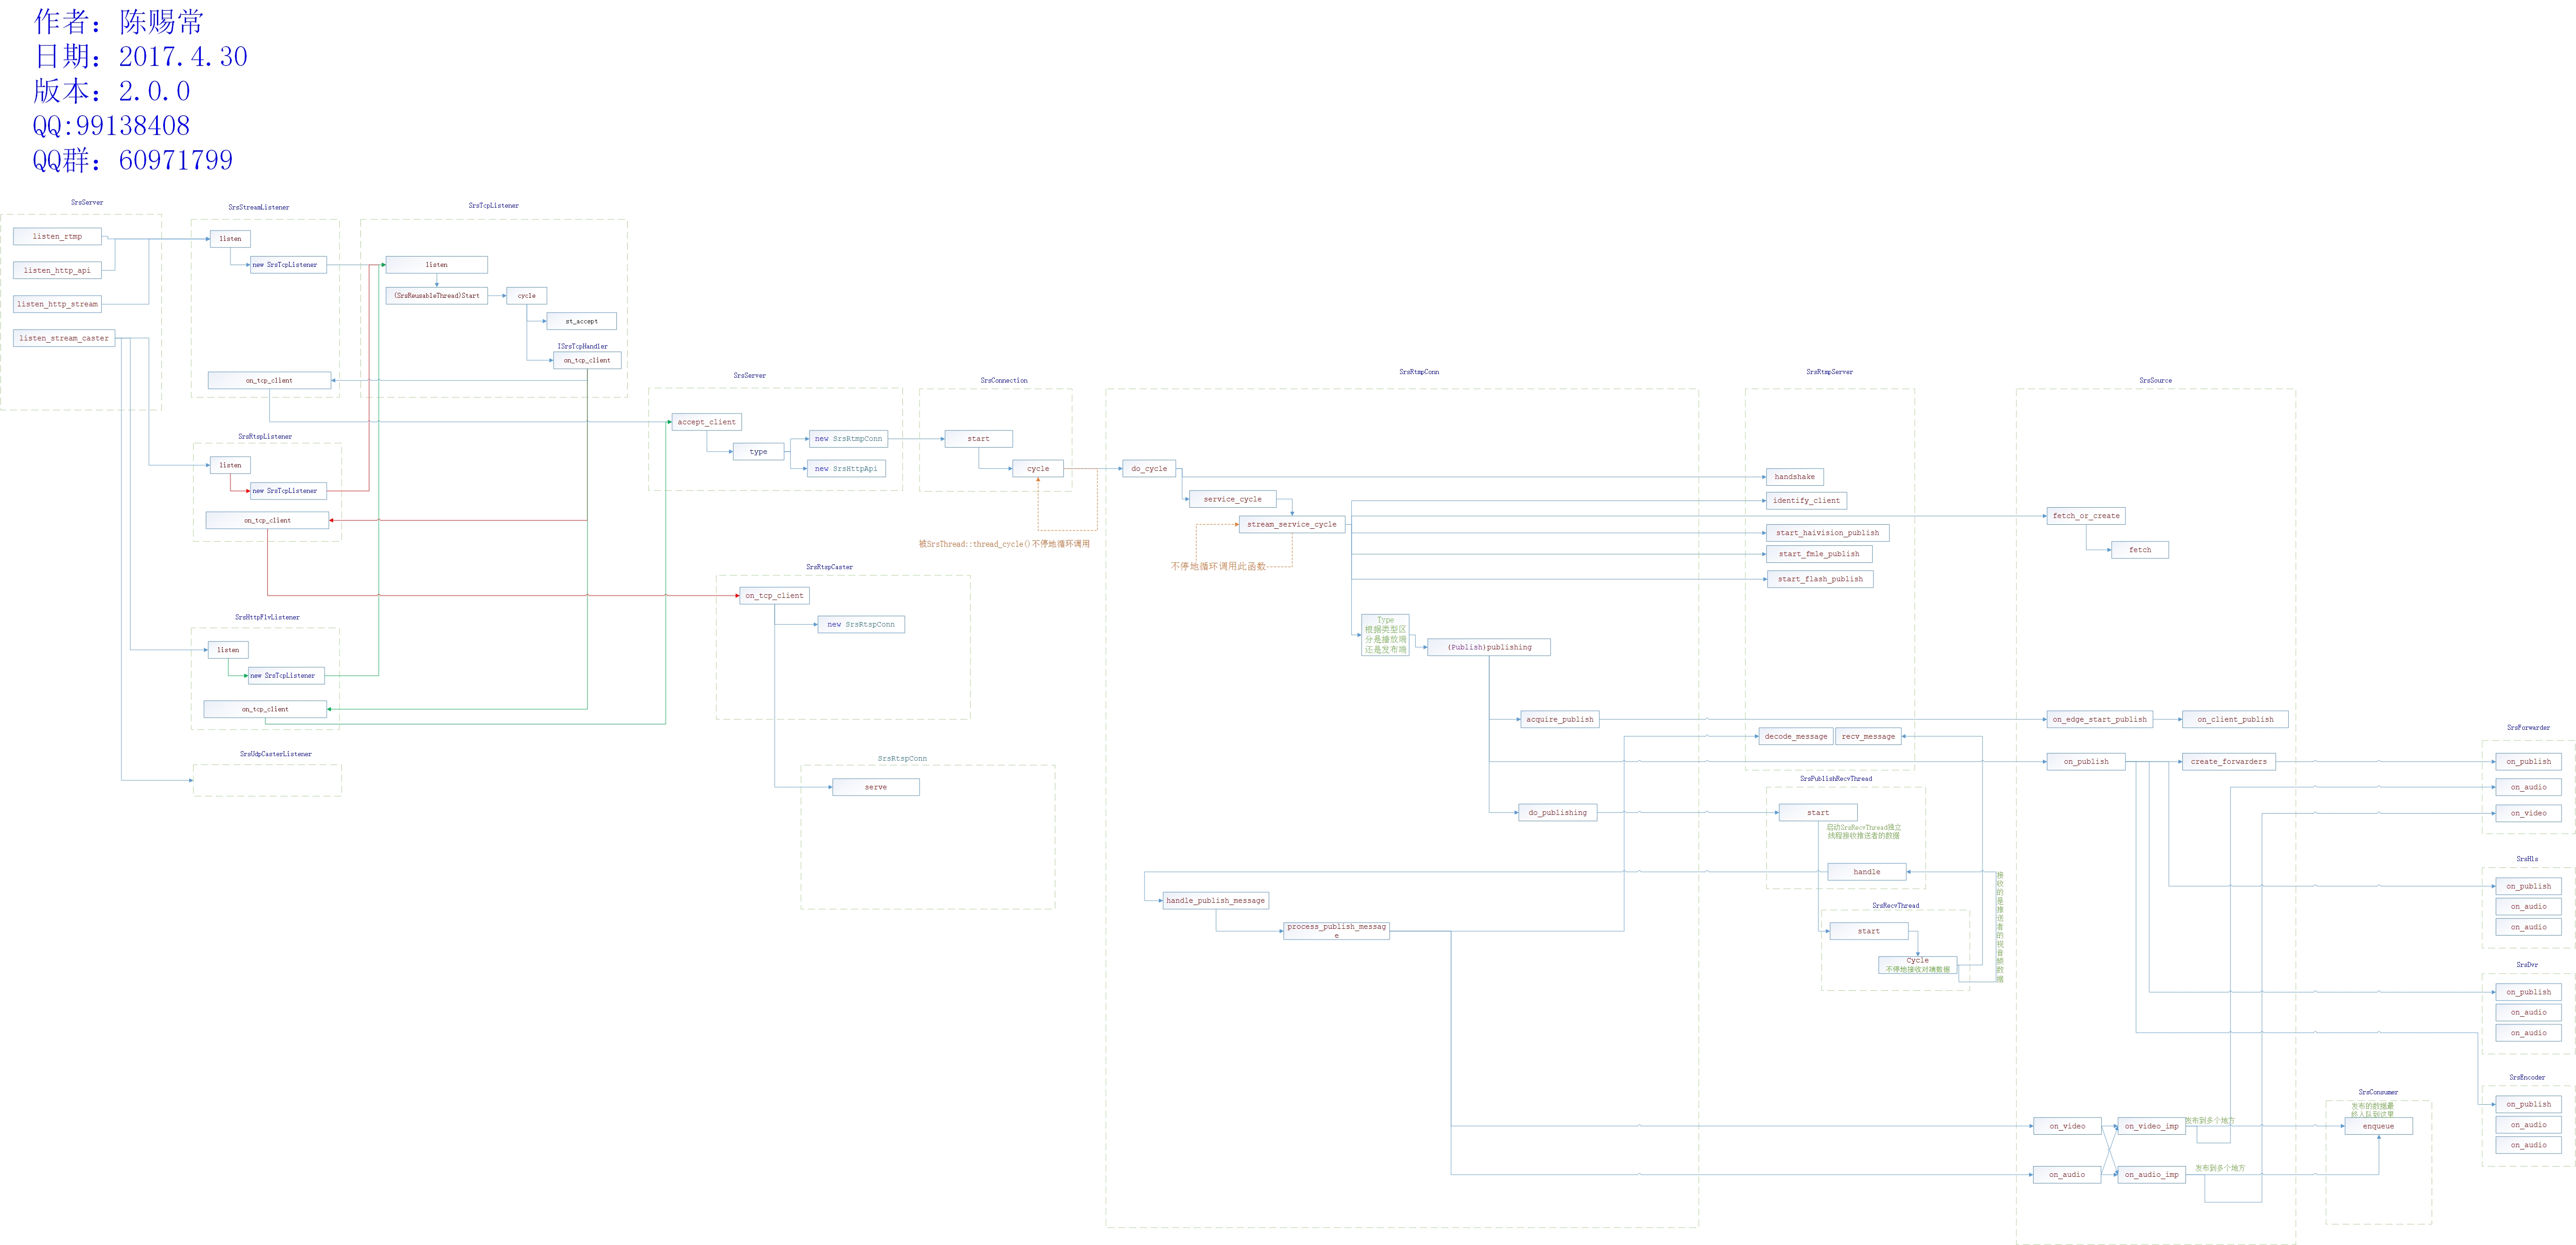 作者：陈赐常
日期：2017.4.30
版本：2.0.0
QQ:99138408
QQ群：60971799
SrsServer
listen_rtmp
listen_http_api
listen_http_stream
listen_stream_caster
SrsStreamListener
listen
new SrsTcpListener
on_tcp_client
SrsTcpListener
listen
(SrsReusableThread)Start
cycle
st_accept
ISrsTcpHandler
on_tcp_client
SrsRtspListener
listen
new SrsTcpListener
on_tcp_client
SrsHttpFlvListener
listen
new SrsTcpListener
on_tcp_client
SrsUdpCasterListener
SrsServer
accept_client
type
new SrsRtmpConn
new SrsHttpApi
SrsConnection
start
cycle
被SrsThread::thread_cycle()不停地循环调用
SrsRtspCaster
on_tcp_client
new SrsRtspConn
SrsRtspConn
serve
SrsRtmpConn
do_cycle
service_cycle
stream_service_cycle
不停地循环调用此函数
Type
根据类型区
分是播放端
还是发布端
(Publish)publishing
acquire_publish
do_publishing
handle_publish_message
process_publish_messag
e
SrsRtmpServer
handshake
identify_client
start_haivision_publish
start_fmle_publish
start_flash_publish
decode_message
recv_message
SrsPublishRecvThread
start
启动SrsRecvThread独立
线程接收推送者的数据
handle
SrsRecvThread
start
Cycle
不停地接收对端数据
接收的是推送者的视音频数据
SrsSource
fetch_or_create
fetch
on_edge_start_publish
on_client_publish
on_publish
create_forwarders
on_video
on_video_imp
发布到多个地方
on_audio
on_audio_imp
发布到多个地方
SrsConsumer
发布的数据最
终入队到这里
enqueue
SrsForwarder
on_publish
on_audio
on_video
SrsHls
on_publish
on_audio
on_audio
SrsDvr
on_publish
on_audio
on_audio
SrsEncoder
on_publish
on_audio
on_audio